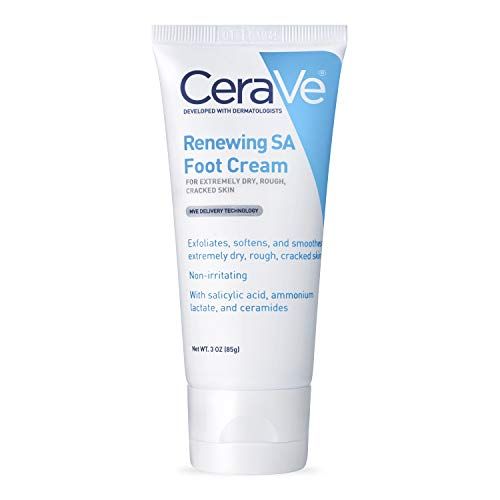 CeraVe®
DEVELOPED WITH DERMATOLOGISTS
Renewing SA
Foot Cream
FOR EXTREMELY DRY, ROUGH,
CRACKED SKIN
MVE DELIVERY TECHNOLOGY
Exfoliates, softens, and smoothes
extremely dry, rough, cracked skin
Non-irritating
With salicylic acid, ammonium
lactate, and ceramides
Net WT. 3 OZ (85g)